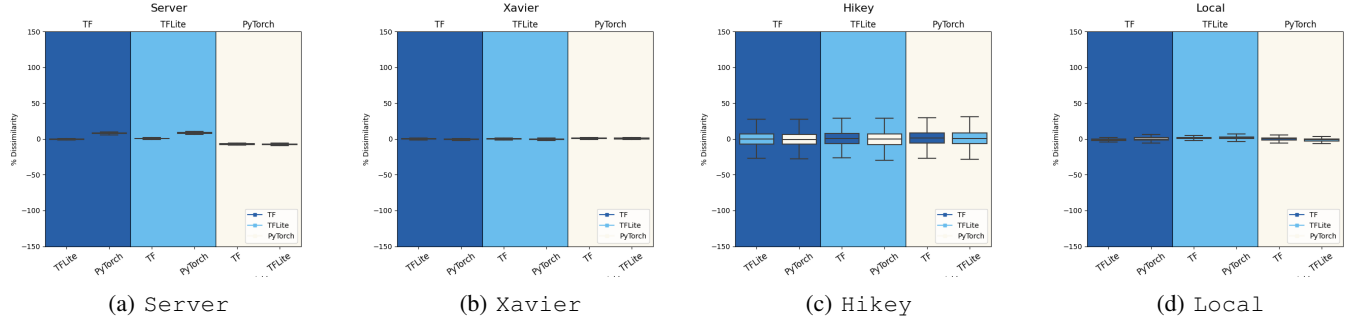 Server
TF TFLite PyTorch
150
100
50
0
−50
−100
−150
% Dissimilarity
TF
TFLite
PyTorch
TFLite PyTorch TF PyTorch TF TFLite
(a) Server
Xavier
TF TFLite PyTorch
150
100
50
0
−50
−100
−150
% Dissimilarity
TF
TFLite
PyTorch
TFLite PyTorch TF PyTorch TF TFLite
(b) Xavier
Hikey
TF TFLite PyTorch
150
100
50
0
−50
−100
−150
% Dissimilarity
TF
TFLite
PyTorch
TFLite PyTorch TF PyTorch TF TFLite
(c) Hikey
Local
TF TFLite PyTorch
150
100
50
0
−50
−100
−150
% Dissimilarity
TF
TFLite
PyTorch
TFLite PyTorch TF PyTorch TF TFLite
(d) Local